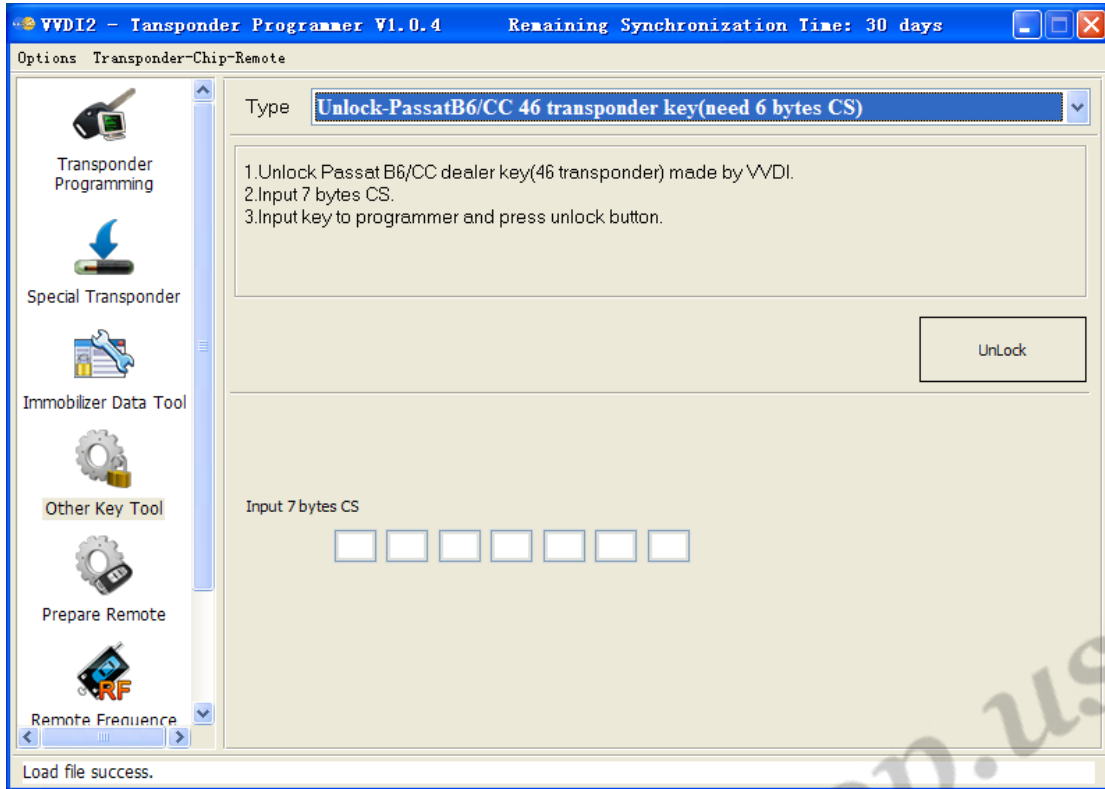 VVDI2 - Tansponder Programmer V1.0.4 Remaining Synchronization Time: 30 days
Options Transponder-Chip-Remote
Type Unlock-PassatB6/CC 46 transponder key(need 6 bytes CS)
1.Unlock Passat B6/CC dealer key(46 transponder) made by VVDI.
2.Input 7 bytes CS.
3.Input key to programmer and press unlock button.
UnLock
Input 7 bytes CS
Transponder
Programming
Special Transponder
Immobilizer Data Tool
Other Key Tool
Prepare Remote
RF
Remote Frequence
Load file success.